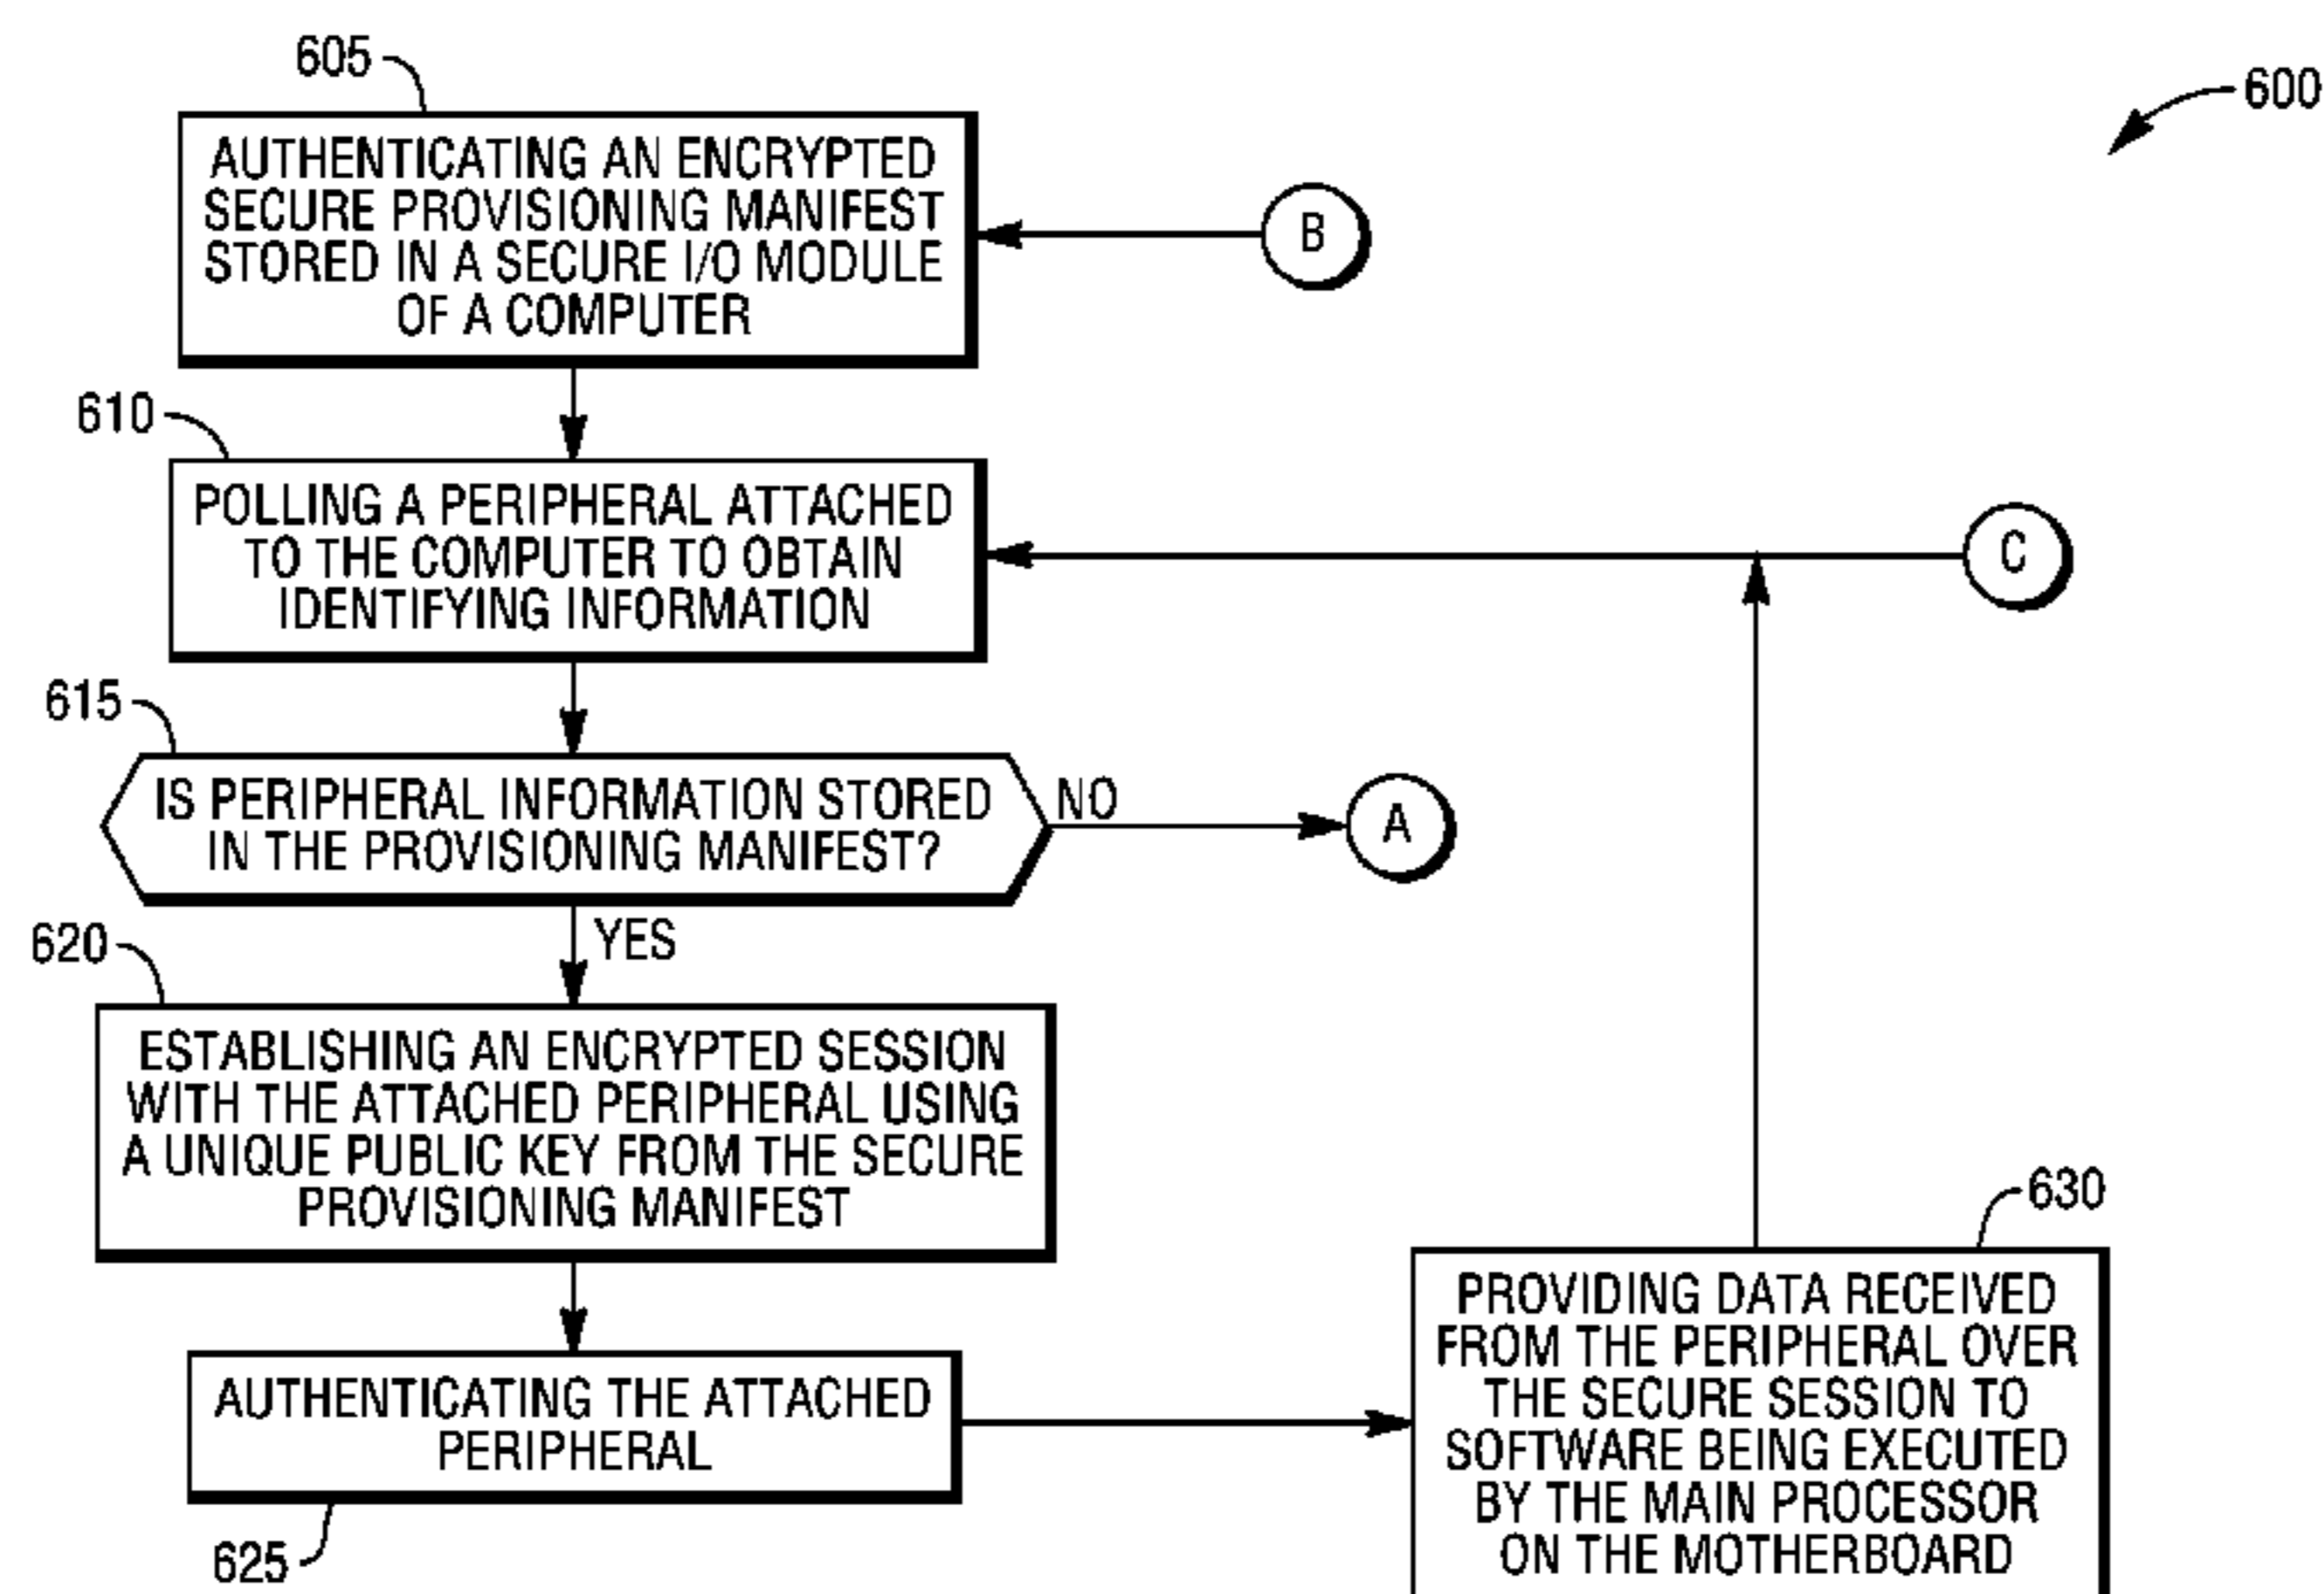 605
600
AUTHENTICATING AN ENCRYPTED
SECURE PROVISIONING MANIFEST
STORED IN A SECURE I/O MODULE
OF A COMPUTER
B
610
POLLING A PERIPHERAL ATTACHED
TO THE COMPUTER TO OBTAIN
IDENTIFYING INFORMATION
C
615
IS PERIPHERAL INFORMATION STORED
IN THE PROVISIONING MANIFEST?
NO
A
YES
620
ESTABLISHING AN ENCRYPTED SESSION
WITH THE ATTACHED PERIPHERAL USING
A UNIQUE PUBLIC KEY FROM THE SECURE
PROVISIONING MANIFEST
AUTHENTICATING THE ATTACHED
PERIPHERAL
625
630
PROVIDING DATA RECEIVED
FROM THE PERIPHERAL OVER
THE SECURE SESSION TO
SOFTWARE BEING EXECUTED
BY THE MAIN PROCESSOR
ON THE MOTHERBOARD